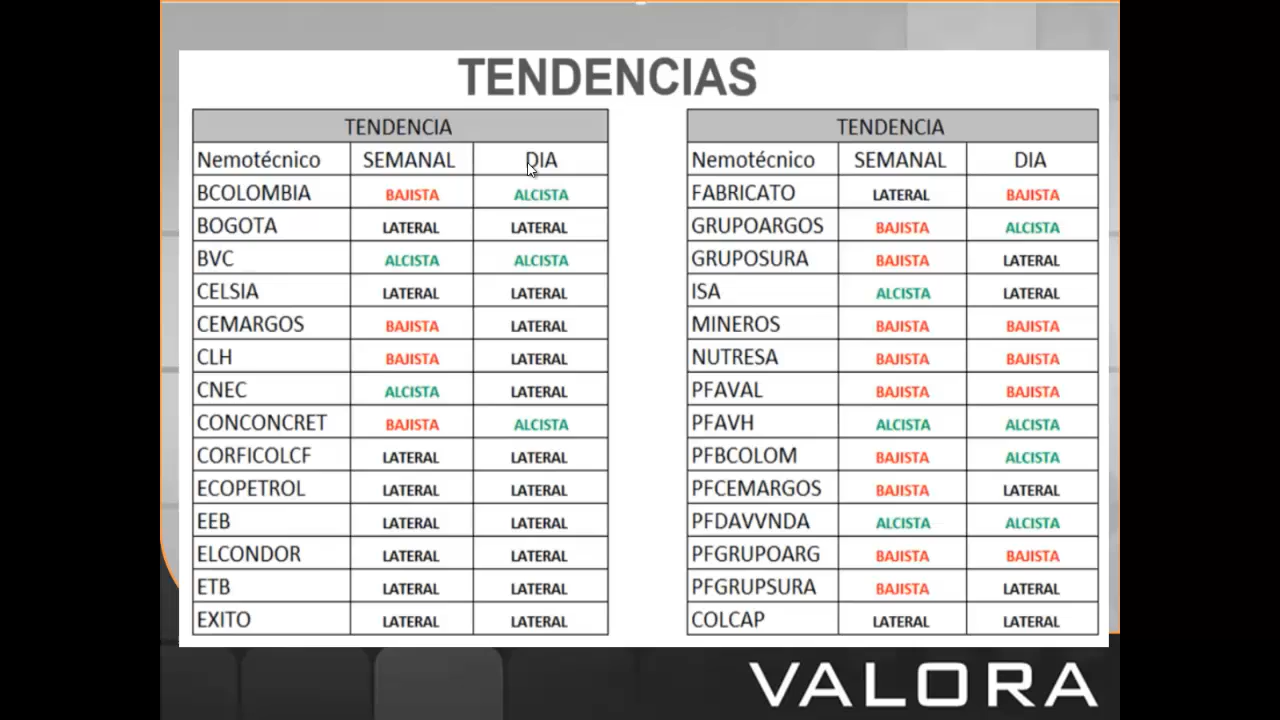 TENDENCIAS
TENDENCIA
Nemotécnico SEMANAL DIA
BCOLOMBIA BAJISTA ALCISTA
BOGOTA LATERAL LATERAL
BVC ALCISTA ALCISTA
CELSIA LATERAL LATERAL
CEMARGOS BAJISTA LATERAL
CLH BAJISTA LATERAL
CNEC ALCISTA LATERAL
CONCONCRET BAJISTA ALCISTA
CORFICOLCF LATERAL LATERAL
ECOPETROL LATERAL LATERAL
EEB LATERAL LATERAL
ELCONDOR LATERAL LATERAL
ETB LATERAL LATERAL
EXITO LATERAL LATERAL
TENDENCIA
Nemotécnico SEMANAL DIA
FABRICATO LATERAL BAJISTA
GRUPOARGOS BAJISTA ALCISTA
GRUPOSURA BAJISTA LATERAL
ISA ALCISTA LATERAL
MINEROS BAJISTA BAJISTA
NUTRESA BAJISTA BAJISTA
PFAVAL BAJISTA BAJISTA
PFAVH ALCISTA ALCISTA
PFBCOLOM BAJISTA ALCISTA
PFCEMARGOS BAJISTA LATERAL
PFDAVVNDA ALCISTA ALCISTA
PFGRUPOARG BAJISTA BAJISTA
PFGRUPSURA BAJISTA LATERAL
COLCAP LATERAL LATERAL
VALORA